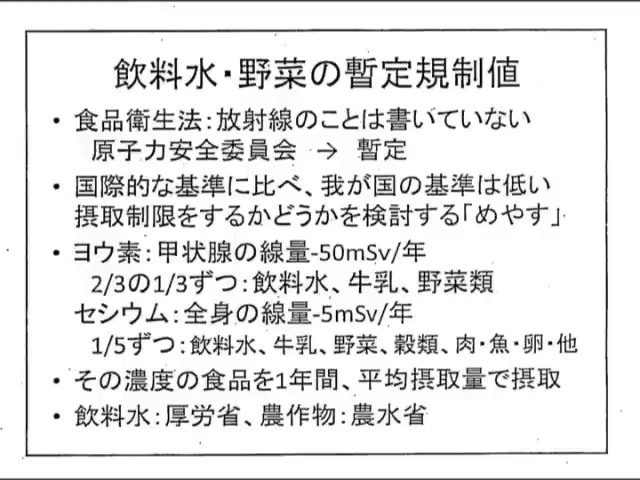 飲料水・野菜の暫定規制値
• 食品衛生法：放射線のことは書いていない
原子力安全委員会 → 暫定
• 国際的な基準に比べ、我が国の基準は低い
摂取制限をするかどうかを検討する「めやす」
• ヨウ素：甲状腺の線量-50mSv/年
2/3の1/3ずつ：飲料水、牛乳、野菜類
セシウム：全身の線量-5mSv/年
1/5ずつ：飲料水、牛乳、野菜、穀類、肉・魚・卵・他
• その濃度の食品を1年間、平均摂取量で摂取
• 飲料水：厚労省、農作物：農水省